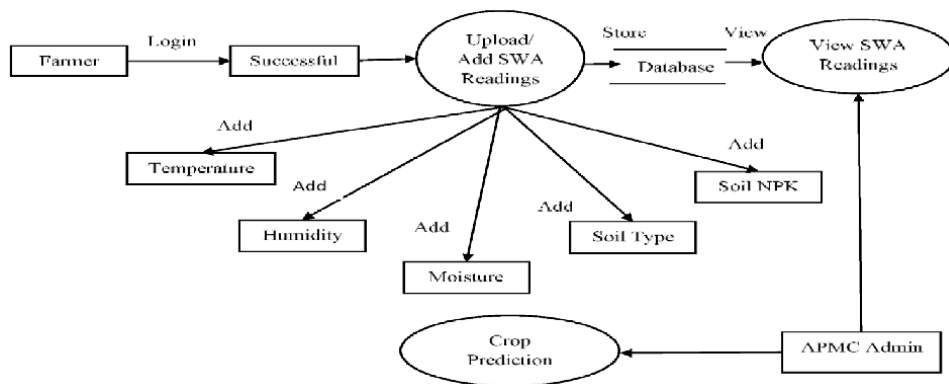 Farmer
Login
Successful
Upload/
Add SWA
Readings
Store
Database
View
View SWA
Readings
Add
Temperature
Add
Humidity
Add
Moisture
Add
Soil Type
Add
Soil NPK
Crop
Prediction
APMC Admin